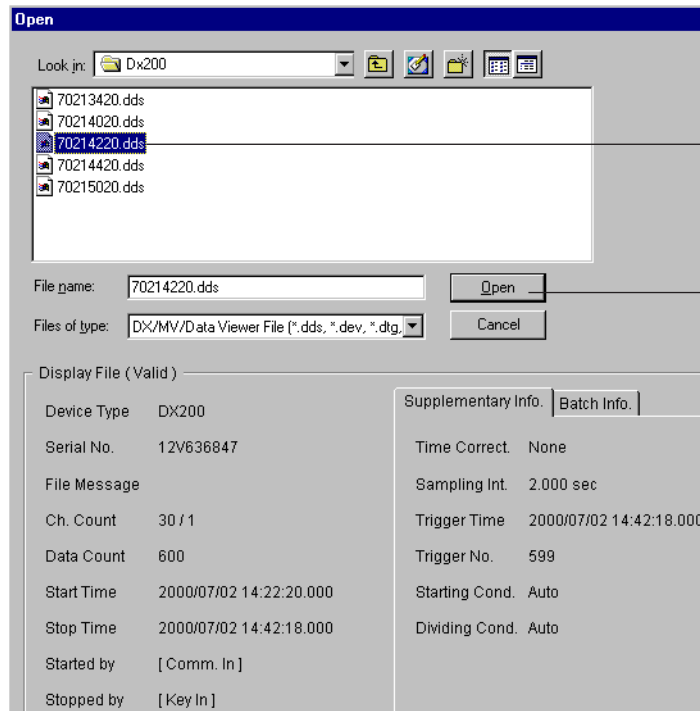 Open
Look in: Dx200
70213420.dds
70214020.dds
70214220.dds
70214420.dds
70215020.dds
File name: 70214220.dds Open
Files of type: DX/MV/Data Viewer File (*.dds, *.dev, *.dtg, Cancel
Display File ( Valid )
Device Type DX200
Serial No. 12V636847
File Message
Ch. Count 30 / 1
Data Count 600
Start Time 2000/07/02 14:22:20.000
Stop Time 2000/07/02 14:42:18.000
Started by [ Comm. In ]
Stopped by [ Key In ]
Supplementary Info. Batch Info.
Time Correct. None
Sampling Int. 2.000 sec
Trigger Time 2000/07/02 14:42:18.000
Trigger No. 599
Starting Cond. Auto
Dividing Cond. Auto